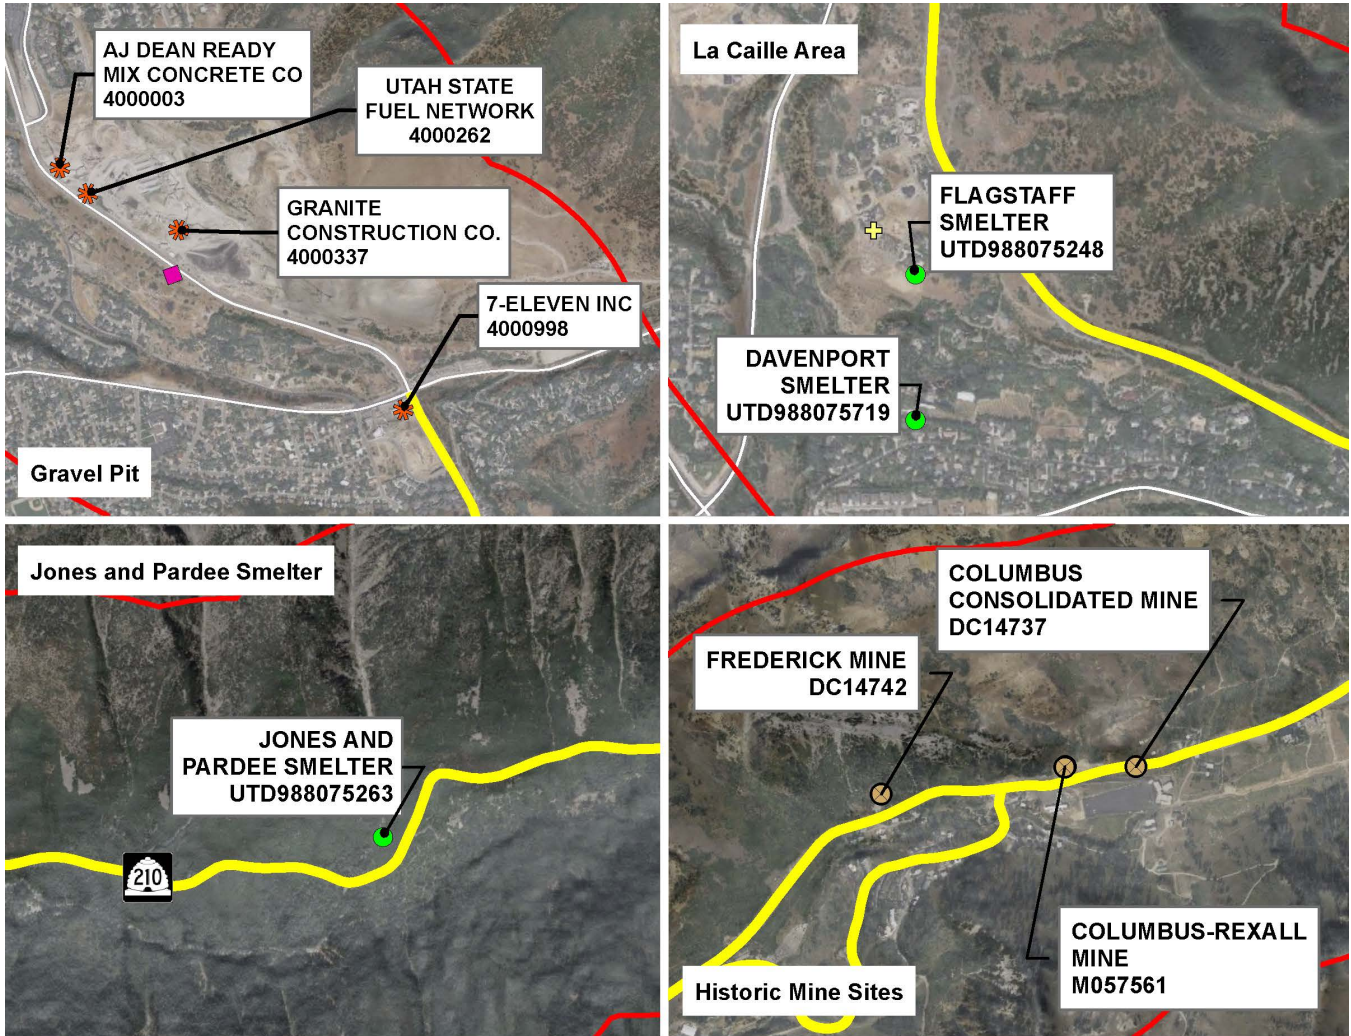 AJ DEAN READY
MIX CONCRETE CO
4000003
UTAH STATE
FUEL NETWORK
4000262
GRANITE
CONSTRUCTION CO.
4000337
7-ELEVEN INC
4000998
Gravel Pit
La Caille Area
FLAGSTAFF
SMELTER
UTD988075248
DAVENPORT
SMELTER
UTD988075719
Jones and Pardee Smelter
JONES AND
PARDEE SMELTER
UTD988075263
210
COLUMBUS
CONSOLIDATED MINE
DC14737
FREDERICK MINE
DC14742
COLUMBUS-REXALL
MINE
M057561
Historic Mine Sites